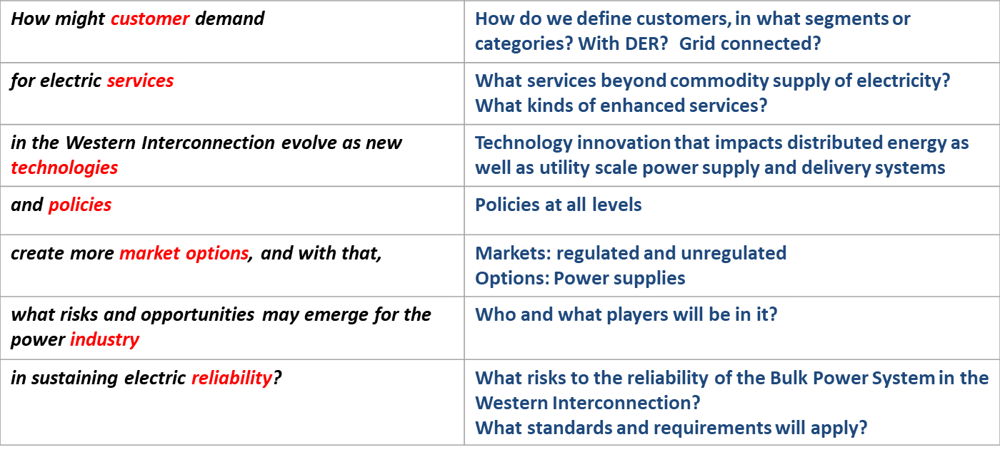 How might customer demand
How do we define customers, in what segments or
categories? With DER?  Grid connected?
for electric services
What services beyond commodity supply of electricity?
What kinds of enhanced services?
in the Western Interconnection evolve as new
technologies
Technology innovation that impacts distributed energy as
well as utility scale power supply and delivery systems
and policies
Policies at all levels
create more market options, and with that,
Markets: regulated and unregulated
Options: Power supplies
what risks and opportunities may emerge for the
power industry
Who and what players will be in it?
in sustaining electric reliability?
What risks to the reliability of the Bulk Power System in the
Western Interconnection?
What standards and requirements will apply?